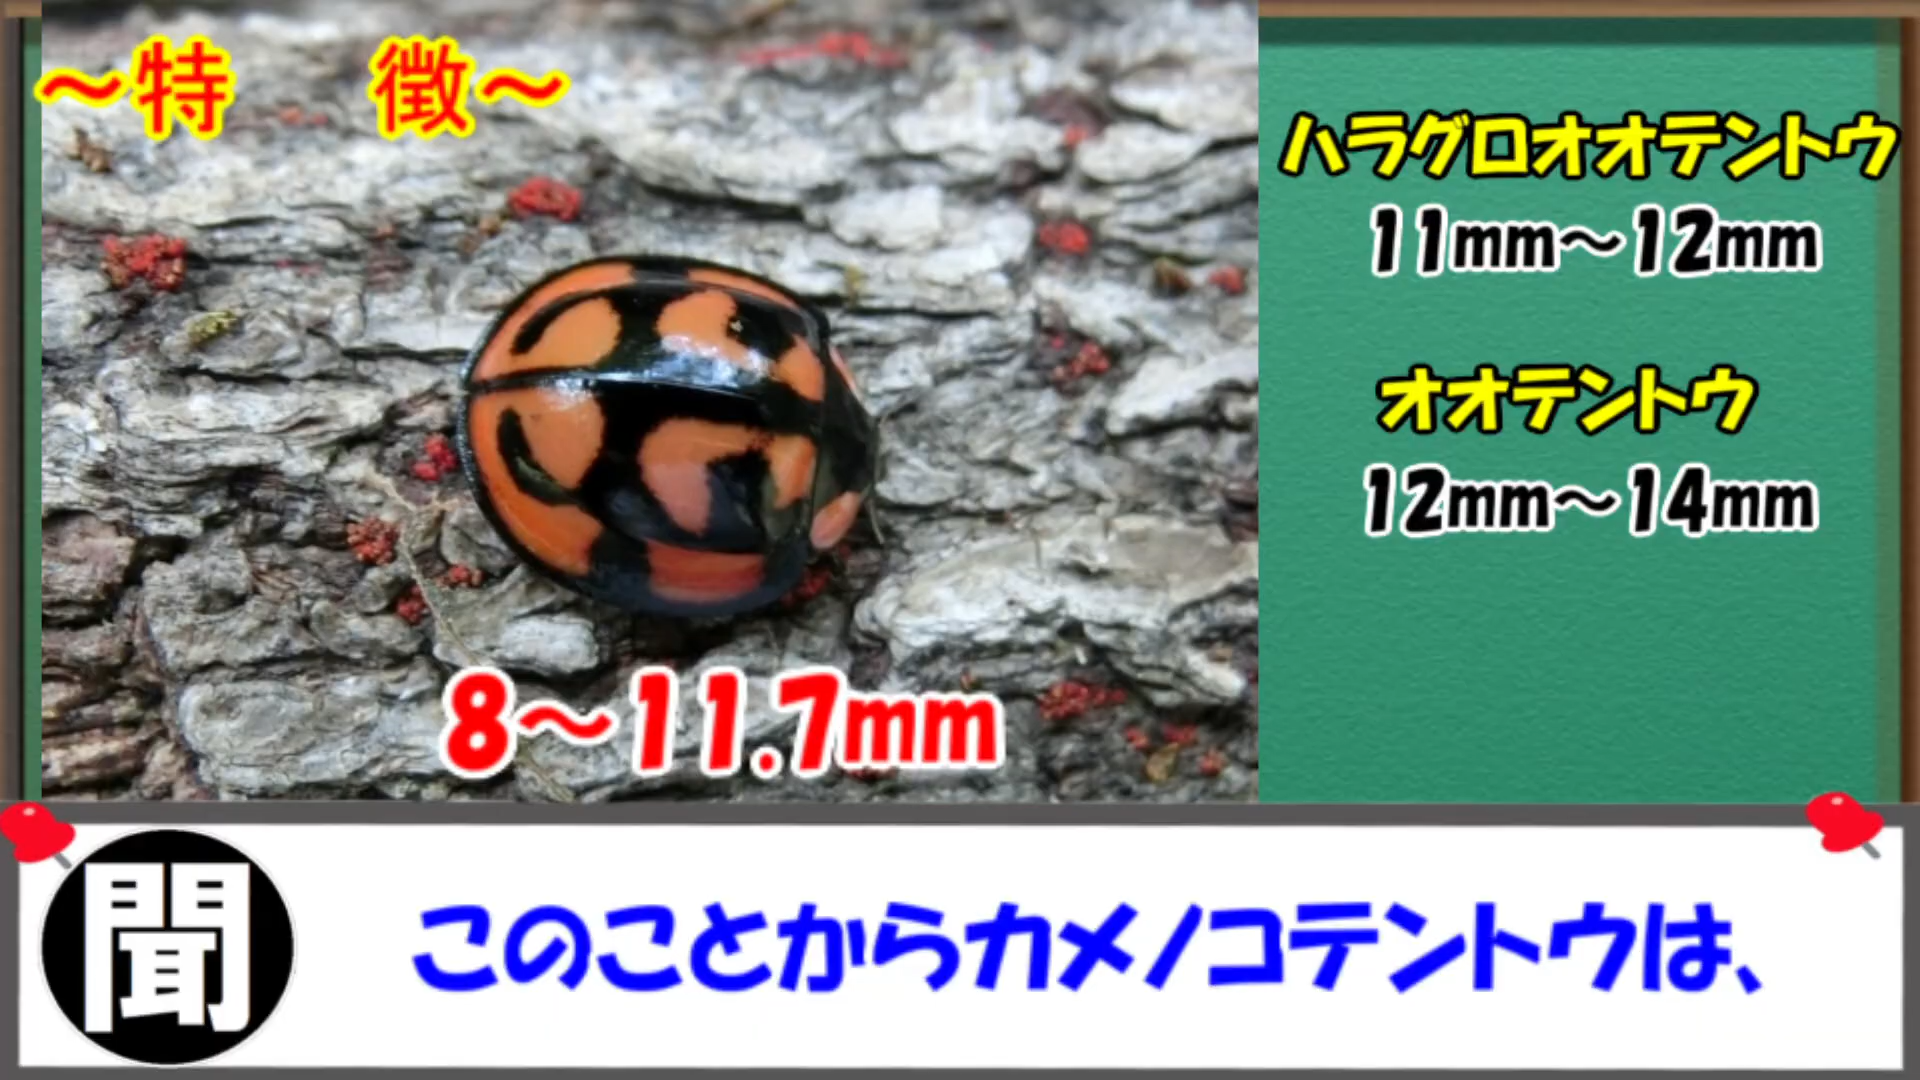 ～特　徴～
ハラグロオオテントウ
11mm～12mm
オオテントウ
12mm～14mm
8～11.7mm
聞
このことからカメノコテントウは、